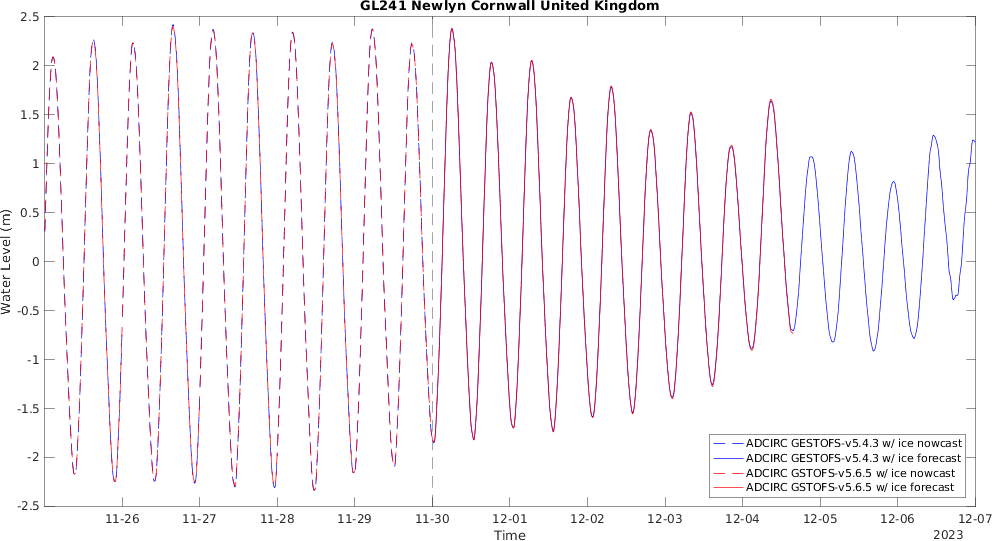 GL241 Newlyn Cornwall United Kingdom
Water Level (m)
2.5
2
1.5
1
0.5
0
-0.5
-1
-1.5
-2
-2.5
11-26 11-27 11-28 11-29 11-30 12-01 12-02 12-03 12-04 12-05 12-06 12-07
Time
2023
ADCIRC GESTOFS-v5.4.3 w/ ice nowcast
ADCIRC GESTOFS-v5.4.3 w/ ice forecast
ADCIRC GSTOFS-v5.6.5 w/ ice nowcast
ADCIRC GSTOFS-v5.6.5 w/ ice forecast